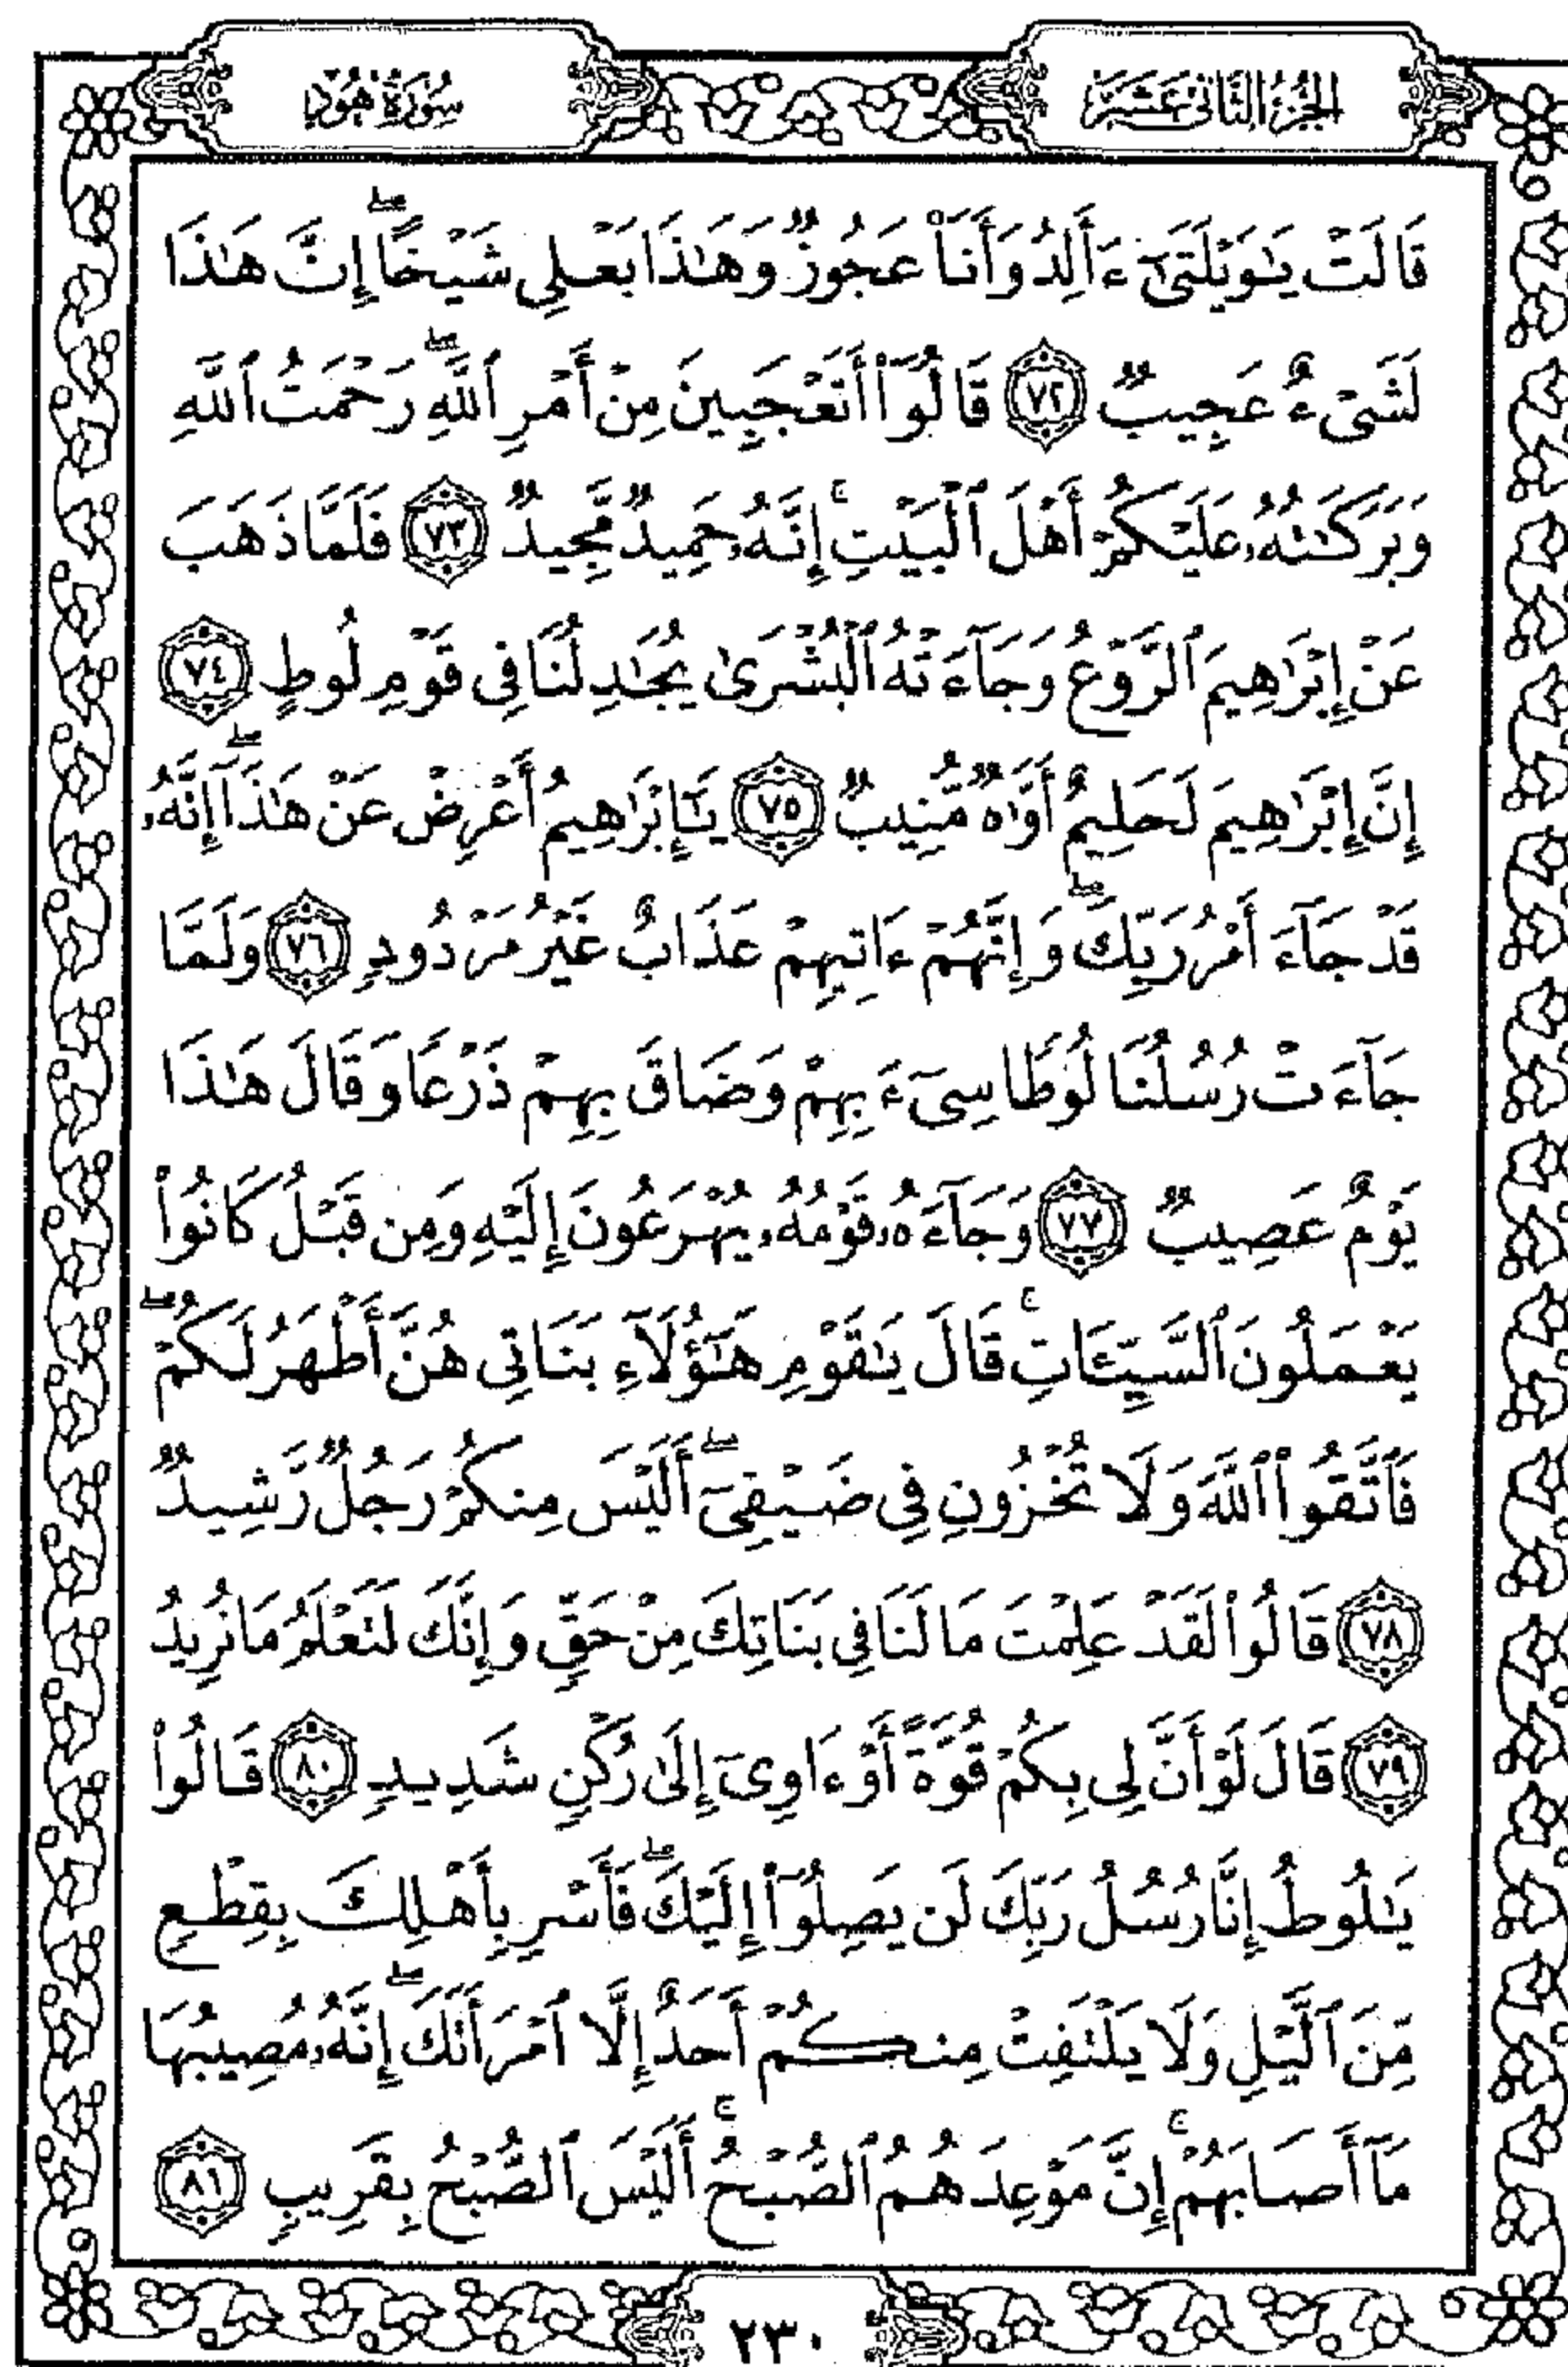 الجزء الثاني عشر
سورة هود
قَالَتْ يَٰوَيْلَتَىٰٓ ءَأَلِدُ وَأَنَا۠ عَجُوزٌ وَهَٰذَا بَعْلِى شَيْخًا ۖ إِنَّ هَٰذَا
لَشَىْءٌ عَجِيبٌ ٧٢ قَالُوٓا۟ أَتَعْجَبِينَ مِنْ أَمْرِ ٱللَّهِ ۖ رَحْمَتُ ٱللَّهِ
وَبَرَكَٰتُهُۥ عَلَيْكُمْ أَهْلَ ٱلْبَيْتِ ۚ إِنَّهُۥ حَمِيدٌ مَّجِيدٌ ٧٣ فَلَمَّا ذَهَبَ
عَنْ إِبْرَٰهِيمَ ٱلرَّوْعُ وَجَآءَتْهُ ٱلْبُشْرَىٰ يُجَٰدِلُنَا فِى قَوْمِ لُوطٍ ٧٤
إِنَّ إِبْرَٰهِيمَ لَحَلِيمٌ أَوَّٰهٌ مُّنِيبٌ ٧٥ يَٰٓإِبْرَٰهِيمُ أَعْرِضْ عَنْ هَٰذَآ ۖ إِنَّهُۥ
قَدْ جَآءَ أَمْرُ رَبِّكَ ۖ وَإِنَّهُمْ ءَاتِيهِمْ عَذَابٌ غَيْرُ مَرْدُودٍ ٧٦ وَلَمَّا
جَآءَتْ رُسُلُنَا لُوطًا سِىٓءَ بِهِمْ وَضَاقَ بِهِمْ ذَرْعًا وَقَالَ هَٰذَا
يَوْمٌ عَصِيبٌ ٧٧ وَجَآءَهُۥ قَوْمُهُۥ يُهْرَعُونَ إِلَيْهِ وَمِن قَبْلُ كَانُوا۟
يَعْمَلُونَ ٱلسَّيِّـَٔاتِ ۚ قَالَ يَٰقَوْمِ هَٰٓؤُلَآءِ بَنَاتِى هُنَّ أَطْهَرُ لَكُمْ ۖ
فَٱتَّقُوا۟ ٱللَّهَ وَلَا تُخْزُونِ فِى ضَيْفِىٓ ۖ أَلَيْسَ مِنكُمْ رَجُلٌ رَّشِيدٌ
٧٨ قَالُوا۟ لَقَدْ عَلِمْتَ مَا لَنَا فِى بَنَاتِكَ مِنْ حَقٍّ وَإِنَّكَ لَتَعْلَمُ مَا نُرِيدُ
٧٩ قَالَ لَوْ أَنَّ لِى بِكُمْ قُوَّةً أَوْ ءَاوِىٓ إِلَىٰ رُكْنٍ شَدِيدٍ ٨٠ قَالُوا۟
يَٰلُوطُ إِنَّا رُسُلُ رَبِّكَ لَن يَصِلُوٓا۟ إِلَيْكَ ۖ فَأَسْرِ بِأَهْلِكَ بِقِطْعٍ
مِّنَ ٱلَّيْلِ وَلَا يَلْتَفِتْ مِنكُمْ أَحَدٌ إِلَّا ٱمْرَأَتَكَ ۖ إِنَّهُۥ مُصِيبُهَا
مَآ أَصَابَهُمْ ۚ إِنَّ مَوْعِدَهُمُ ٱلصُّبْحُ ۚ أَلَيْسَ ٱلصُّبْحُ بِقَرِيبٍ ٨١
٢٣٠